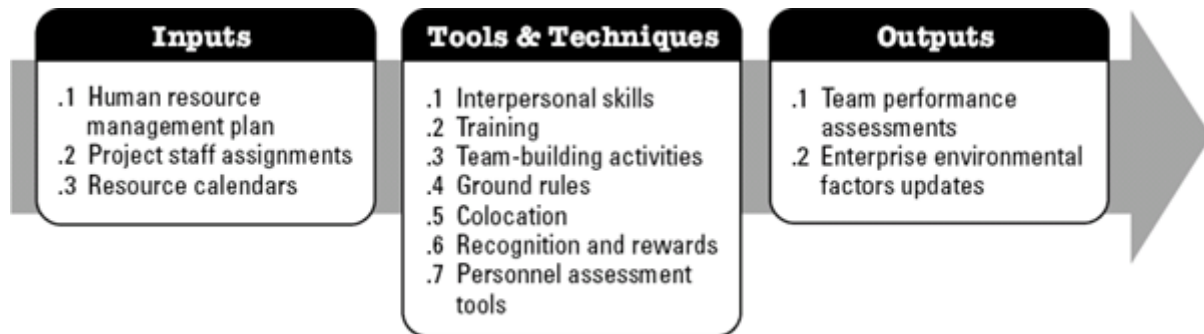 Inputs
.1 Human resource
management plan
.2 Project staff assignments
.3 Resource calendars
Tools & Techniques
.1 Interpersonal skills
.2 Training
.3 Team-building activities
.4 Ground rules
.5 Colocation
.6 Recognition and rewards
.7 Personnel assessment
tools
Outputs
.1 Team performance
assessments
.2 Enterprise environmental
factors updates